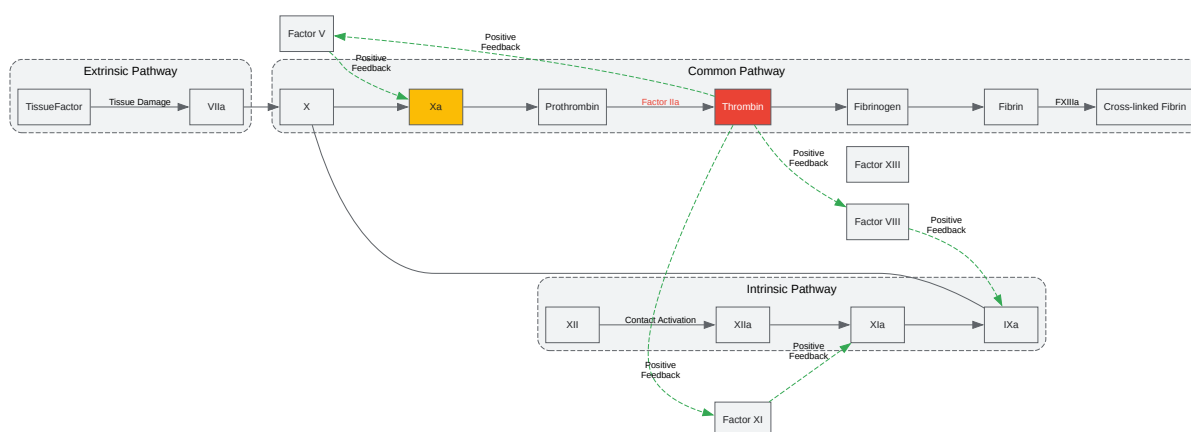 Factor V
Positive
Feedback
Positive
Feedback
Extrinsic Pathway
Common Pathway
TissueFactor
Tissue Damage
VIIa
X
Xa
Prothrombin
Factor IIa
Thrombin
Fibrinogen
Fibrin
FXIIIa
Cross-linked Fibrin
Positive
Feedback
Factor XIII
Factor VIII
Positive
Feedback
Intrinsic Pathway
XII
Contact Activation
XIIa
XIa
IXa
Positive
Feedback
Positive
Feedback
Factor XI